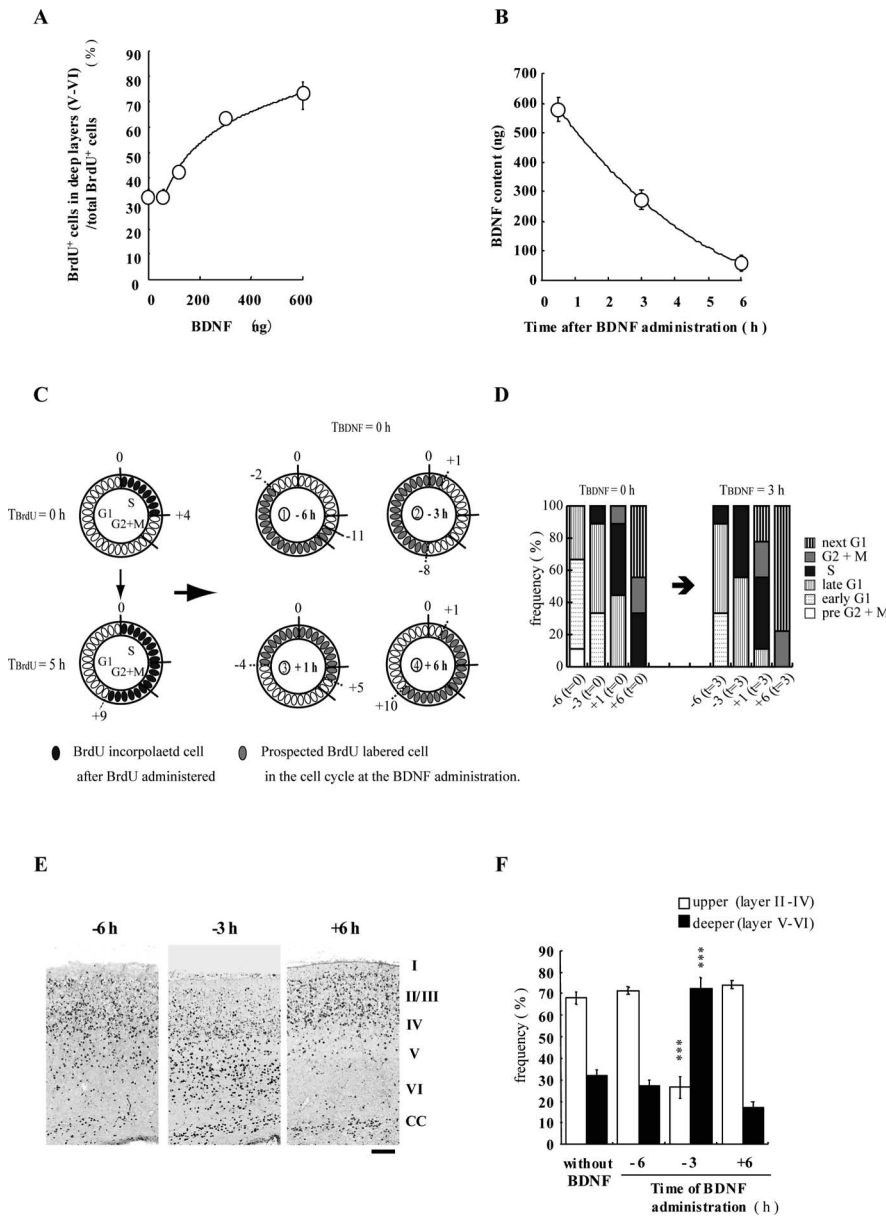 A
BrdU⁺ cells in deep layers (V-VI) (%)
/total BrdU⁺ cells
90
80
70
60
50
40
30
20
10
0
0 200 400 600
BDNF (ng)
B
BDNF content (ng)
700
600
500
400
300
200
100
0
0 1 2 3 4 5 6
Time after BDNF administration ( h )
C
TBDNF = 0 h
TBrdU = 0 h
0
S
G1
G2+M
+4
0
-2
1 - 6 h
-11
0
+1
2 - 3 h
-8
TBrdU = 5 h
0
S
G1
G2+M
+9
0
-4
3 + 1 h
+5
0
+1
4 + 6 h
+10
BrdU incorpolaetd cell
after BrdU administered
Prospected BrdU labered cell
in the cell cycle at the BDNF administration.
D
TBDNF = 0 h
TBDNF = 3 h
frequency ( % )
100
80
60
40
20
0
-6 (t=0) -3 (t=0) +1 (t=0) +6 (t=0)
-6 (t=3) -3 (t=3) +1 (t=3) +6 (t=3)
next G1
G2 + M
S
late G1
early G1
pre G2 + M
E
-6 h -3 h +6 h
I
II/III
IV
V
VI
CC
F
upper (layer II -IV)
deeper (layer V-VI)
frequency ( % )
90
80
70
60
50
40
30
20
10
0
***
***
without
BDNF
- 6 -3 +6
Time of BDNF
administration ( h )